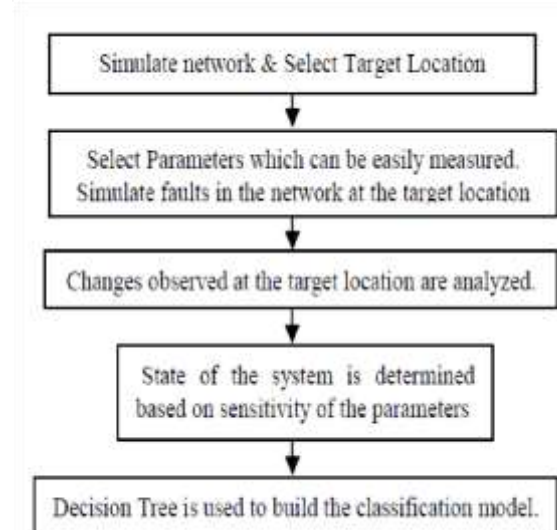 Simulate network & Select Target Location
Select Parameters which can be easily measured.
Simulate faults in the network at the target location
Changes observed at the target location are analyzed.
State of the system is determined
based on sensitivity of the parameters
Decision Tree is used to build the classification model.